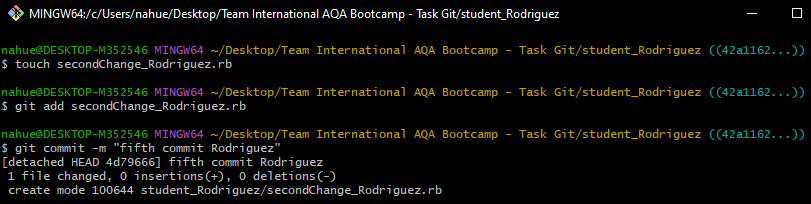 MINGW64:/c/Users/nahue/Desktop/Team International AQA Bootcamp - Task Git/student_Rodriguez
nahue@DESKTOP-M352546 MINGW64 ~/Desktop/Team International AQA Bootcamp - Task Git/student_Rodriguez ((42a1162...))
$ touch secondChange_Rodriguez.rb
nahue@DESKTOP-M352546 MINGW64 ~/Desktop/Team International AQA Bootcamp - Task Git/student_Rodriguez ((42a1162...))
$ git add secondChange_Rodriguez.rb
nahue@DESKTOP-M352546 MINGW64 ~/Desktop/Team International AQA Bootcamp - Task Git/student_Rodriguez ((42a1162...))
$ git commit -m "fifth commit Rodriguez"
[detached HEAD 4d79666] fifth commit Rodriguez
 1 file changed, 0 insertions(+), 0 deletions(-)
 create mode 100644 student_Rodriguez/secondChange_Rodriguez.rb